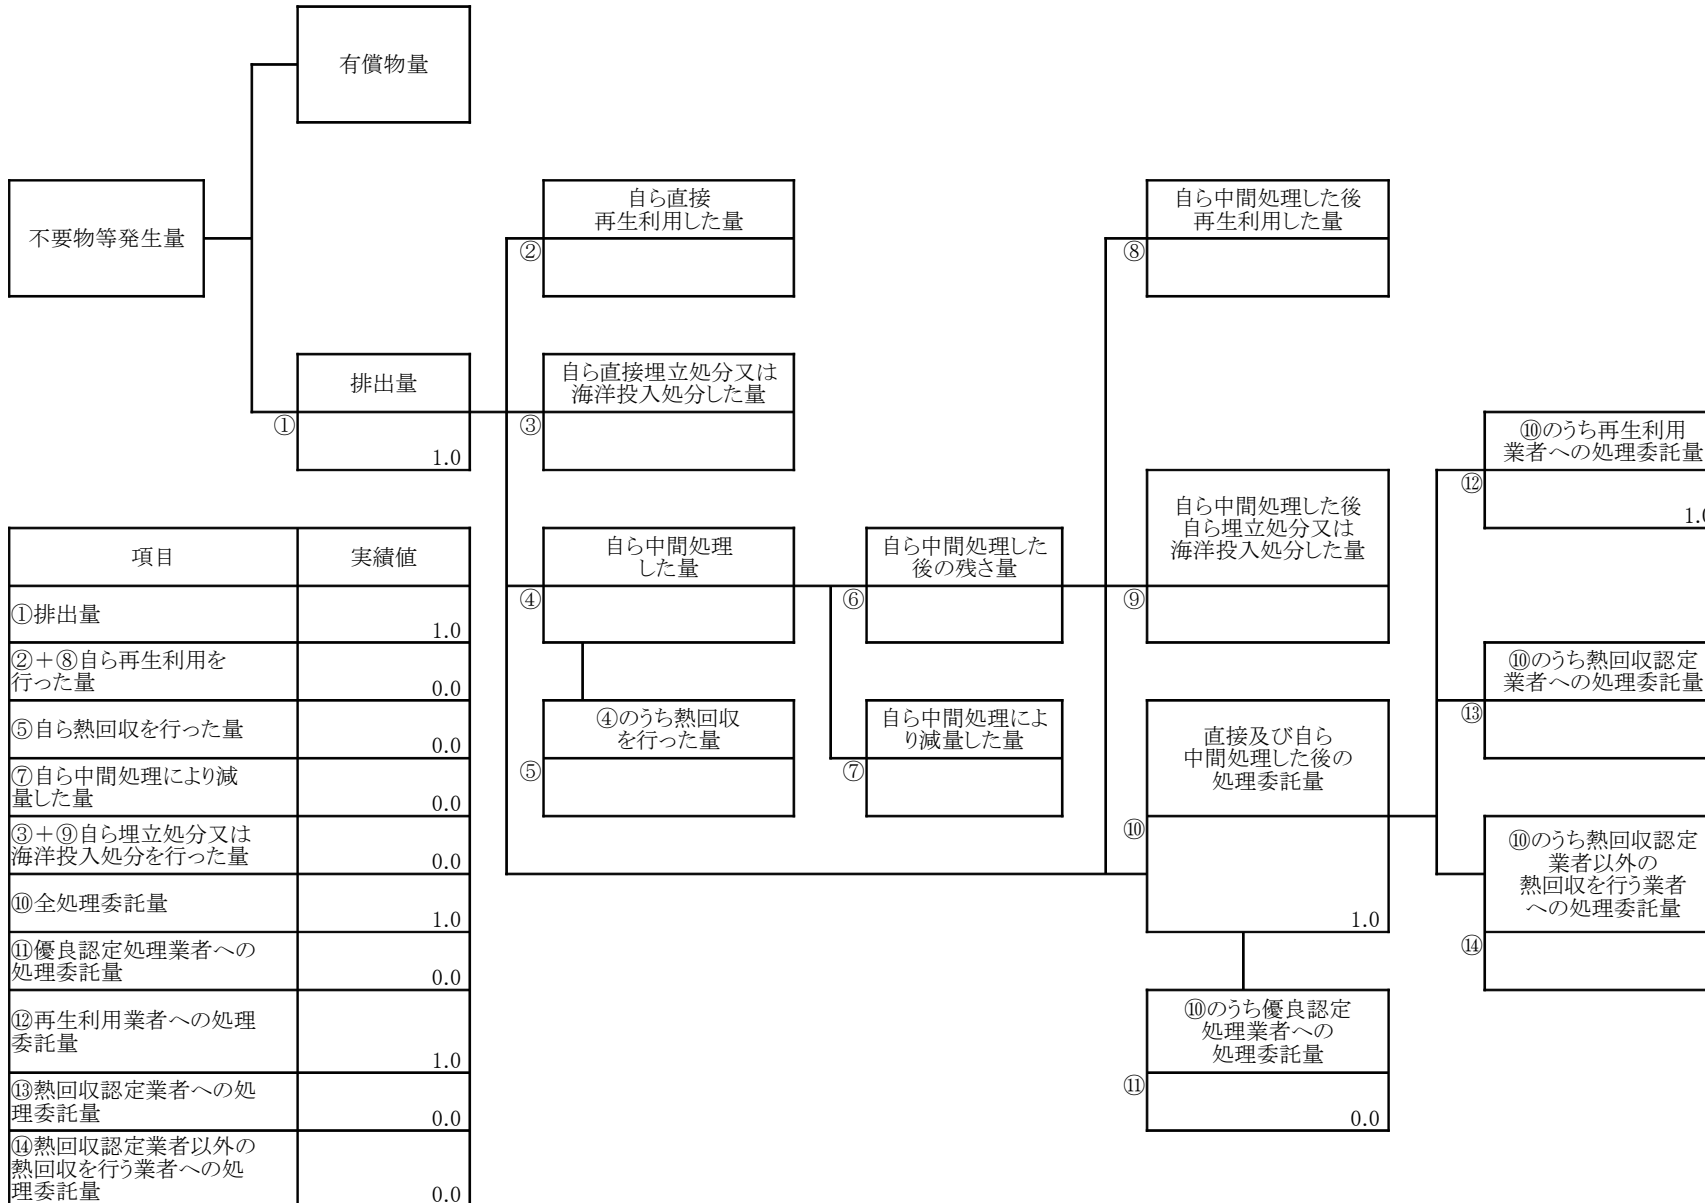 有償物量
不要物等発生量
自ら直接
再生利用した量
②
自ら中間処理した後
再生利用した量
⑧
排出量
①
1.0
自ら直接埋立処分又は
海洋投入処分した量
③
⑩のうち再生利用
業者への処理委託量
⑫
1.0
自ら中間処理した後
自ら埋立処分又は
海洋投入処分した量
⑨
自ら中間処理
した量
④
自ら中間処理した
後の残さ量
⑥
⑩のうち熱回収認定
業者への処理委託量
⑬
④のうち熱回収
を行った量
⑤
自ら中間処理によ
り減量した量
⑦
直接及び自ら
中間処理した後の
処理委託量
⑩
1.0
⑩のうち熱回収認定
業者以外の
熱回収を行う業者
への処理委託量
⑭
⑩のうち優良認定
処理業者への
処理委託量
⑪
0.0
項目 実績値
①排出量
1.0
②+⑧自ら再生利用を
行った量
0.0
⑤自ら熱回収を行った量
0.0
⑦自ら中間処理により減
量した量
0.0
③+⑨自ら埋立処分又は
海洋投入処分を行った量
0.0
⑩全処理委託量
1.0
⑪優良認定処理業者への
処理委託量
0.0
⑫再生利用業者への処理
委託量
1.0
⑬熱回収認定業者への処
理委託量
0.0
⑭熱回収認定業者以外の
熱回収を行う業者への処
理委託量
0.0